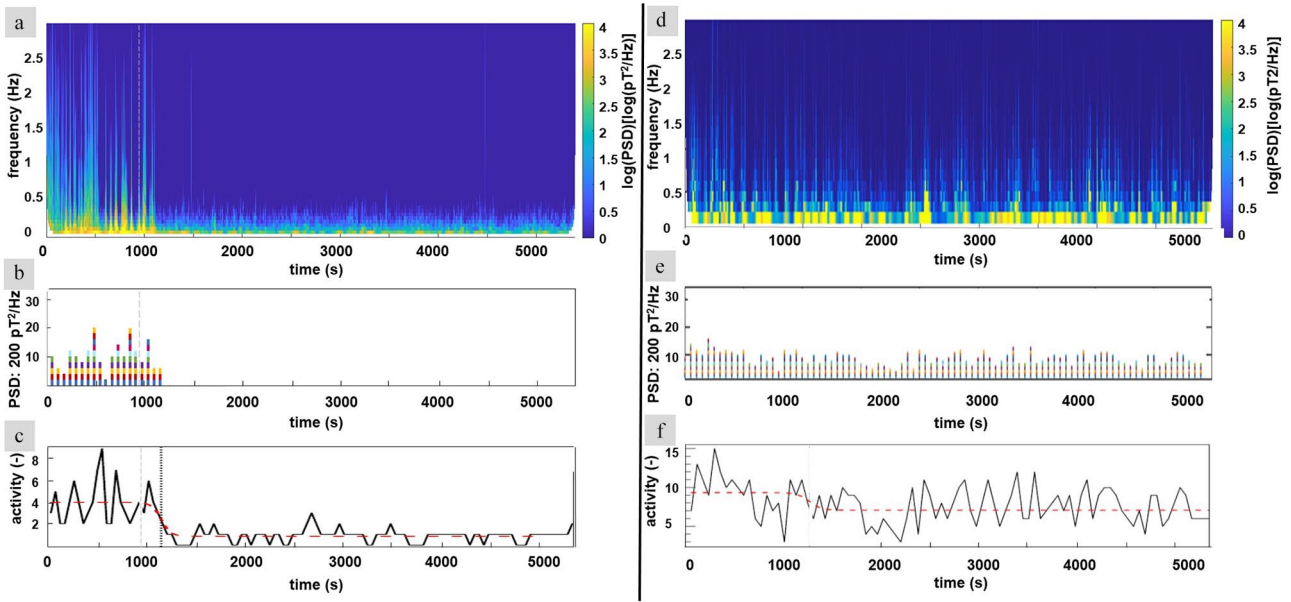 a
frequency (Hz)
2.5
2
1.5
1
0.5
0
0 1000 2000 3000 4000 5000
time (s)
4
3.5
3
2.5
2
1.5
1
0.5
0
log(PSD)[log(pT²/Hz)]
b
PSD: 200 pT²/Hz
30
20
10
0 1000 2000 3000 4000 5000
time (s)
c
activity (-)
8
6
4
2
0 1000 2000 3000 4000 5000
time (s)
d
frequency (Hz)
3
2.5
2
1.5
1
0.5
0
0 1000 2000 3000 4000 5000
time (s)
4
3.5
3
2.5
2
1.5
1
0.5
0
log(PSD)[log(pT2/Hz)]
e
PSD: 200 pT²/Hz
30
20
10
0 1000 2000 3000 4000 5000
time (s)
f
activity (-)
15
10
5
0 1000 2000 3000 4000 5000
time (s)